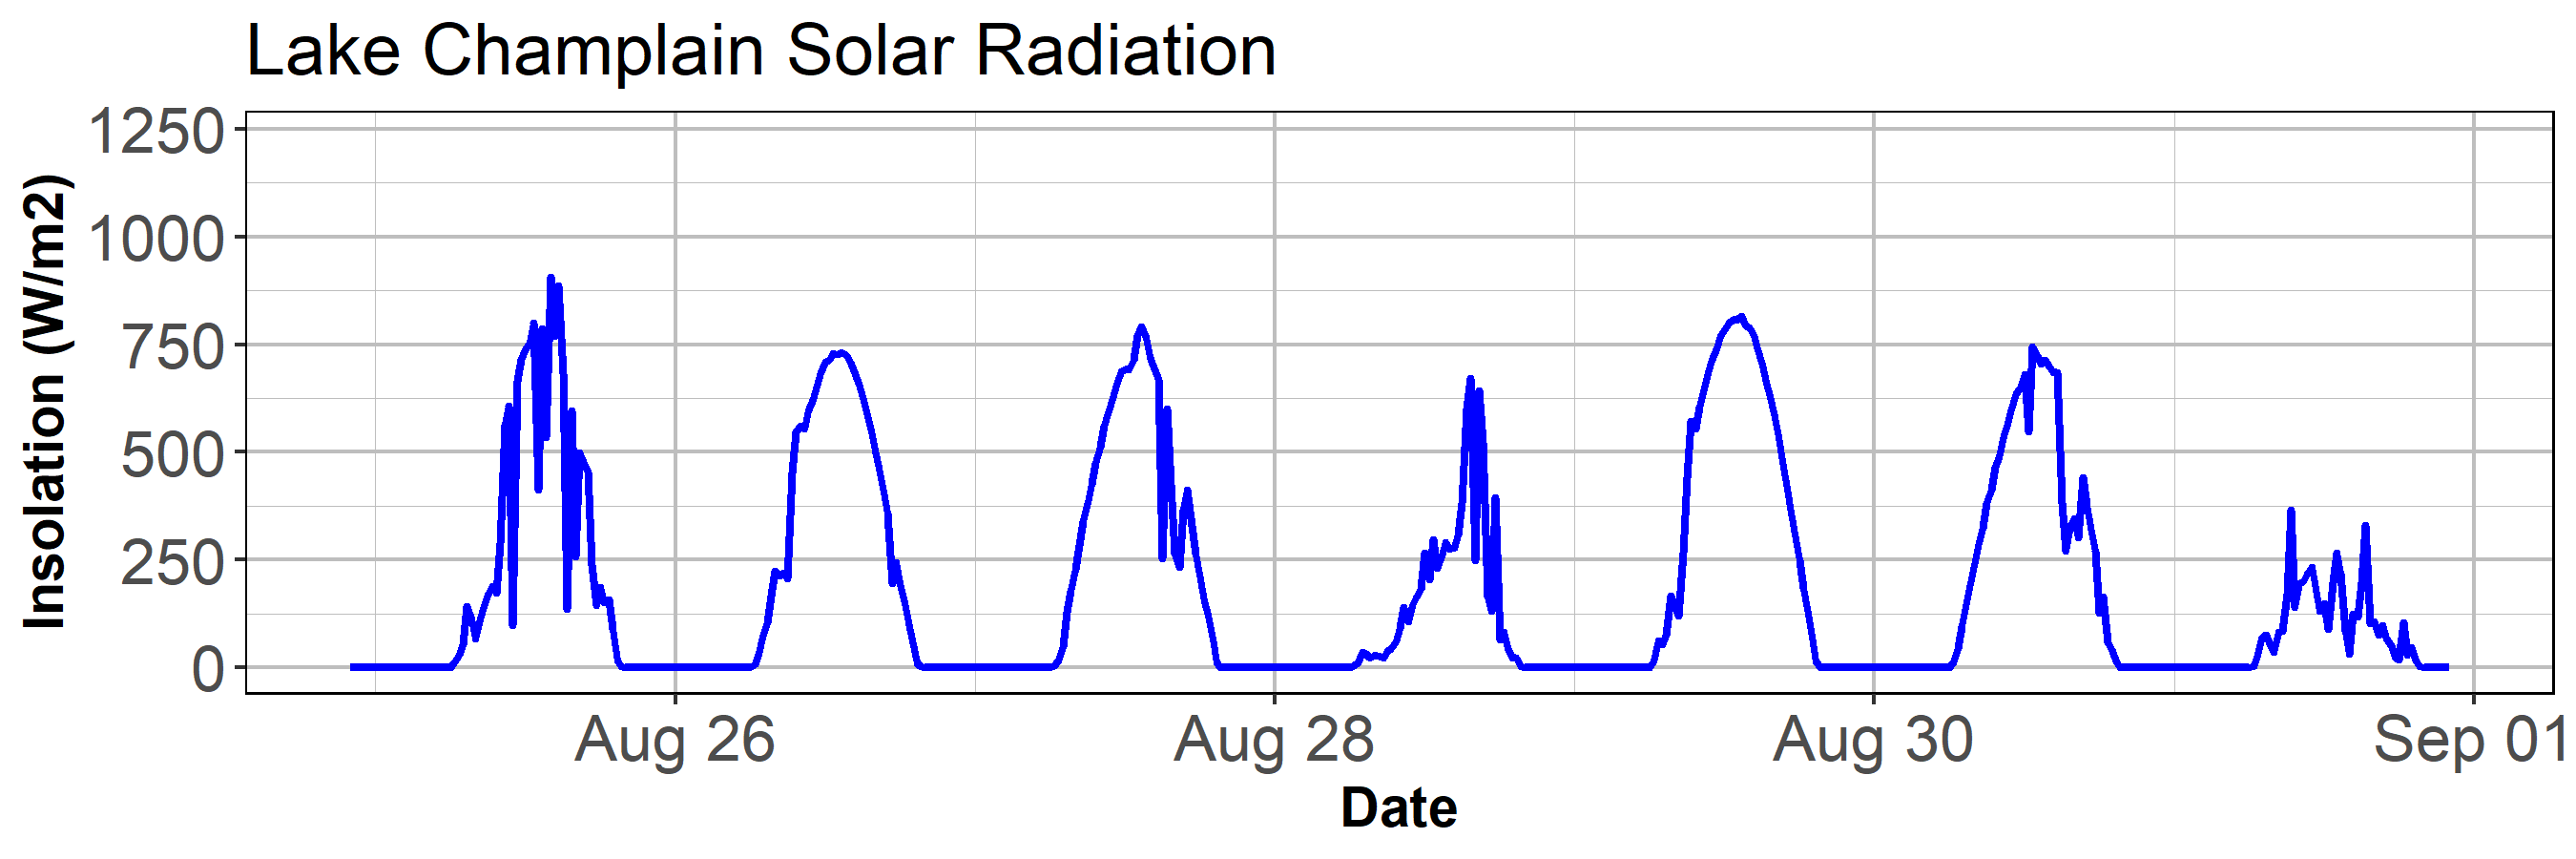 Lake Champlain Solar Radiation
1250
1000
750
500
250
0
Insolation (W/m2)
Aug 26
Aug 28
Aug 30
Sep 01
Date